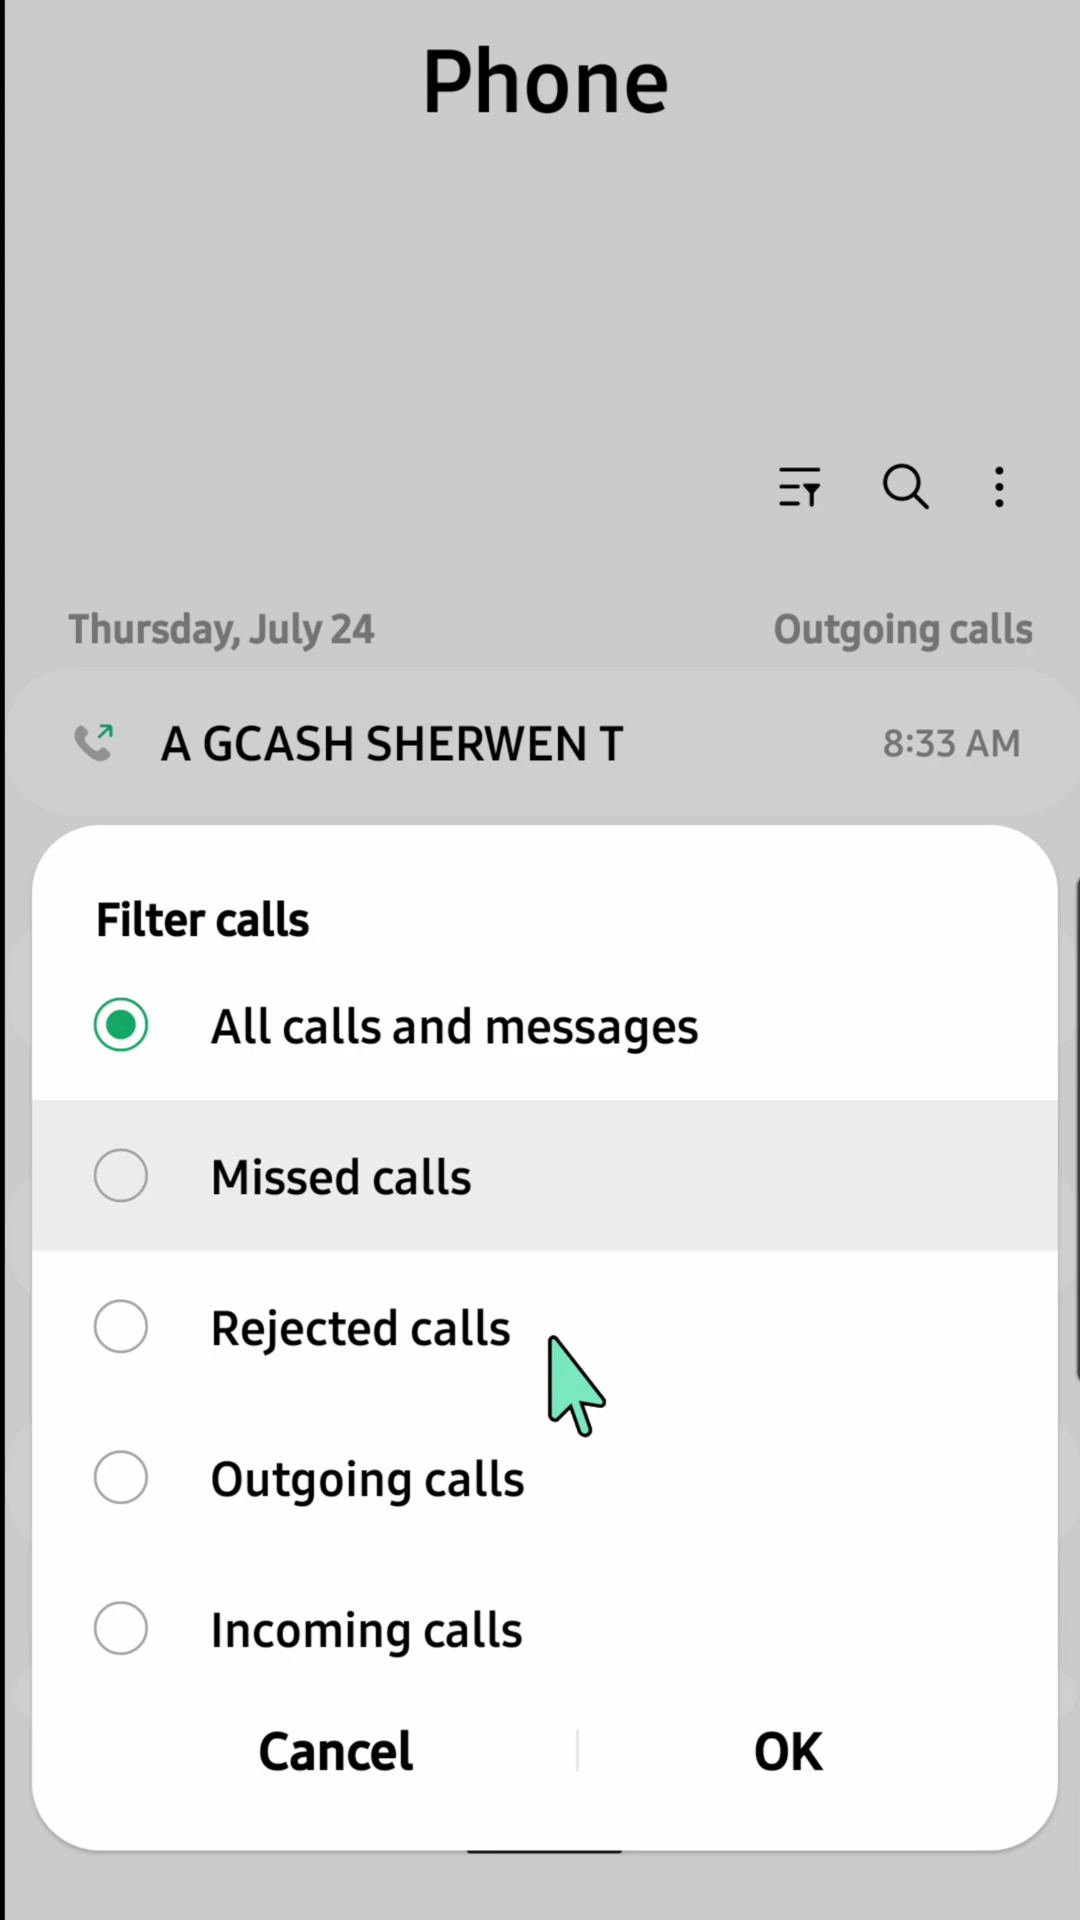 Phone
Thursday, July 24
Outgoing calls
A GCASH SHERWEN T
8:33 AM
Filter calls
All calls and messages
Missed calls
Rejected calls
Outgoing calls
Incoming calls
Cancel
OK